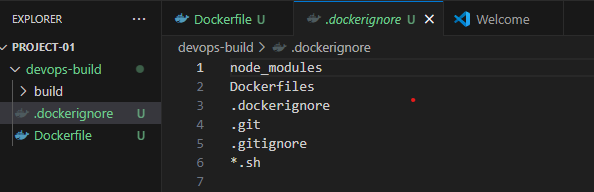 EXPLORER
PROJECT-01
devops-build
build
.dockerignore U
Dockerfile U
Dockerfile U
.dockerignore U
Welcome
devops-build > .dockerignore
1 node_modules
2 Dockerfiles
3 .dockerignore
4 .git
5 .gitignore
6 *.sh
7